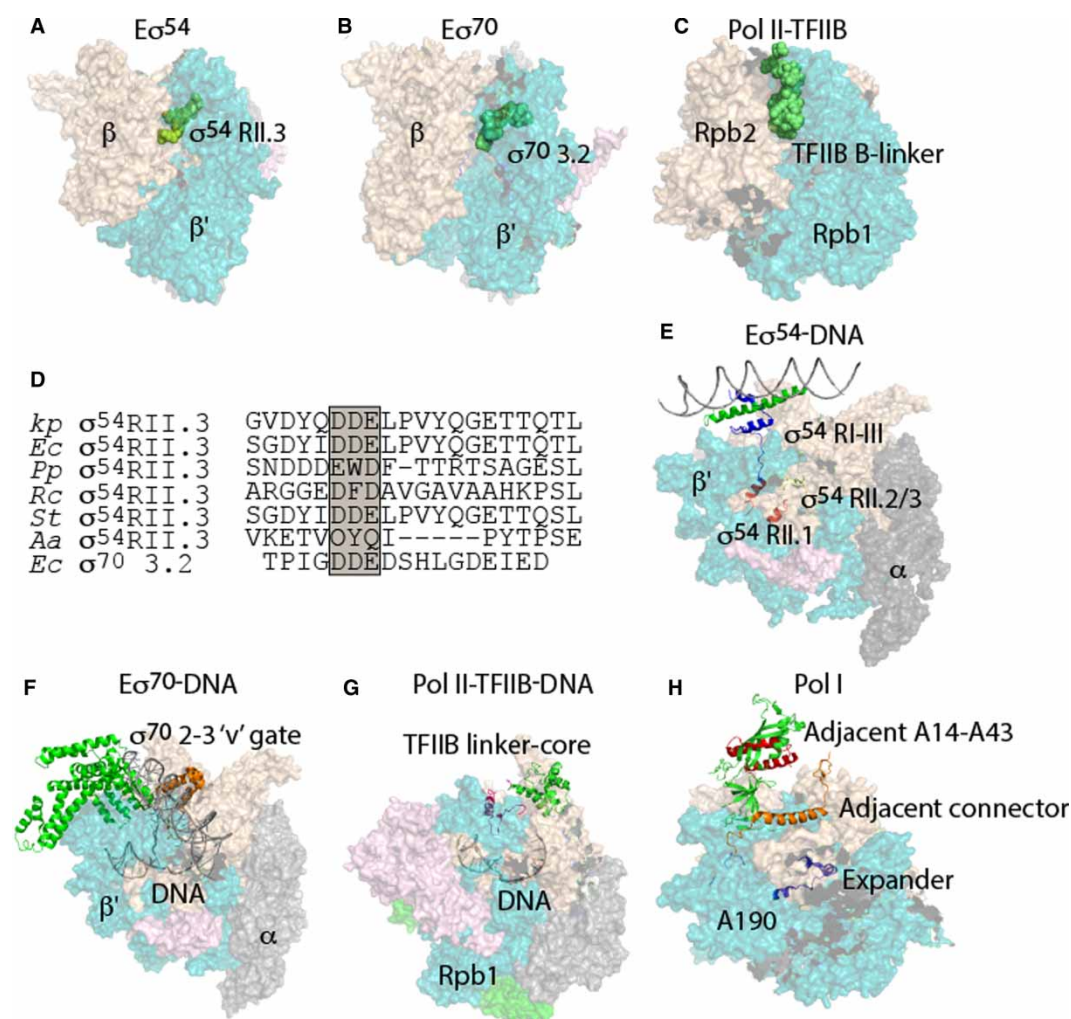 A
Eσ54
B
Eσ70
C
Pol II-TFIIB
β
σ54 RII.3
β'
β
σ70 3.2
β'
Rpb2
TFIIB B-linker
Rpb1
D
kp σ54RII.3 GVDYQDDELPVYQGETTQTL
Ec σ54RII.3 SGDYIDDELPVYQGETTQTL
Pp σ54RII.3 SNDDDEWDF-TTRTSAGESL
Rc σ54RII.3 ARGGEDFDAVGAVAAHKPSL
St σ54RII.3 SGDYIDDELPVYQGETTQSL
Aa σ54RII.3 VKETVOYQI-----PYTPSE
Ec σ70 3.2 TPIGDDEDSHLGDEIED
E
Eσ54-DNA
σ54 RI-III
β'
σ54 RII.2/3
σ54 RII.1
α
F
Eσ70-DNA
σ70 2-3 'v' gate
DNA
β'
α
G
Pol II-TFIIB-DNA
TFIIB linker-core
DNA
Rpb1
H
Pol I
Adjacent A14-A43
Adjacent connector
Expander
A190